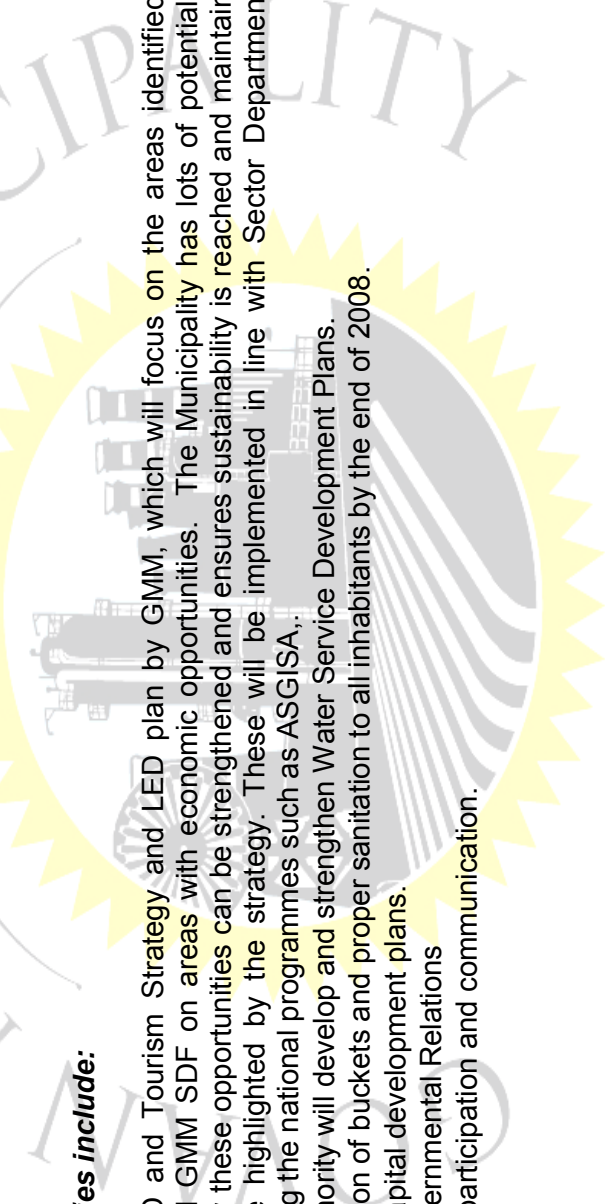 es include:
and Tourism Strategy and LED plan by GMM, which will focus on the areas identified
GMM SDF on areas with economic opportunities. The Municipality has lots of potential
these opportunities can be strengthened and ensures sustainability is reached and maintain
highlighted by the strategy. These will be implemented in line with Sector Departmen
g the national programmes such as ASGISA,.
hority will develop and strengthen Water Service Development Plans.
ion of buckets and proper sanitation to all inhabitants by the end of 2008.
pital development plans.
ernmental Relations
participation and communication.
CIPALITY
GOVAN M